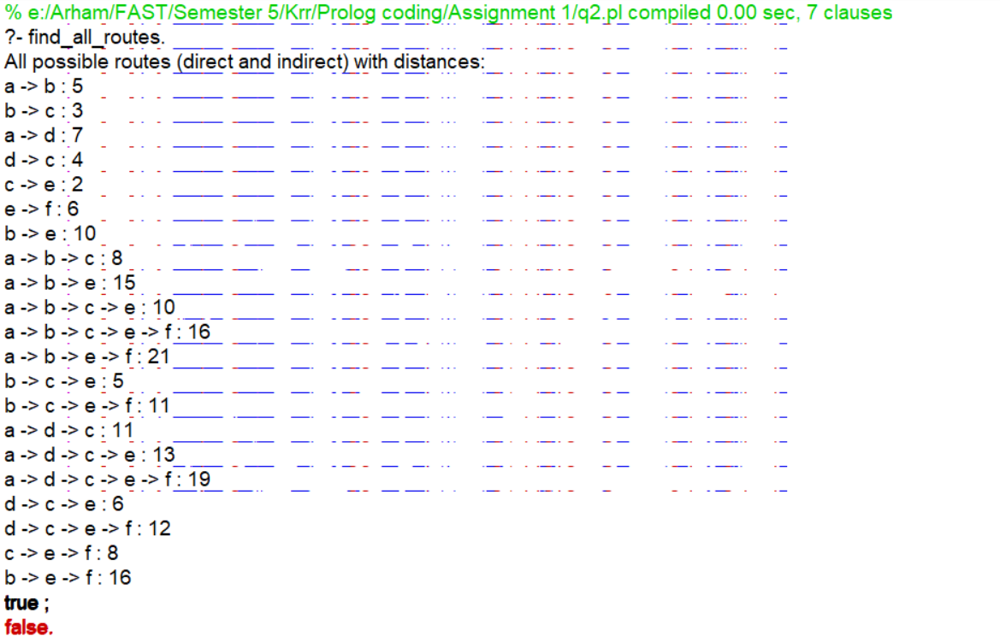 % e:/Arham/FAST/Semester 5/Krr/Prolog coding/Assignment 1/q2.pl compiled 0.00 sec, 7 clauses
?- find_all_routes.
All possible routes (direct and indirect) with distances:
a -> b : 5
b -> c : 3
a -> d : 7
d -> c : 4
c -> e : 2
e -> f : 6
b -> e : 10
a -> b -> c : 8
a -> b -> e : 15
a -> b -> c -> e : 10
a -> b -> c -> e -> f : 16
a -> b -> e -> f : 21
b -> c -> e : 5
b -> c -> e -> f : 11
a -> d -> c : 11
a -> d -> c -> e : 13
a -> d -> c -> e -> f : 19
d -> c -> e : 6
d -> c -> e -> f : 12
c -> e -> f : 8
b -> e -> f : 16
true ;
false.